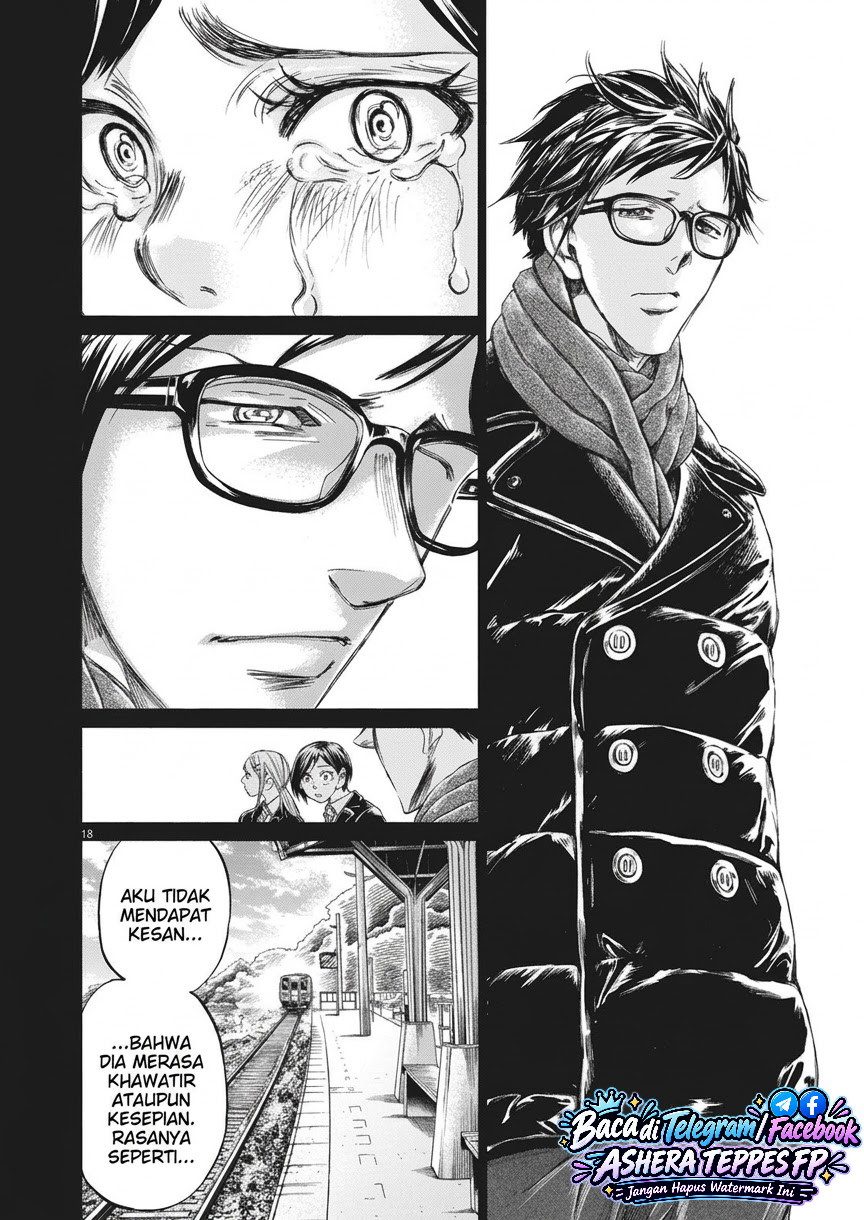 18
AKU TIDAK
MENDAPAT
KESAN...
...BAHWA
DIA MERASA
KHAWATIR
ATAUPUN
KESEPIAN.
RASANYA
SEPERTI...
Baca di Telegram/Facebook
ASHERA TEPPES FP
Jangan Hapus Watermark Ini